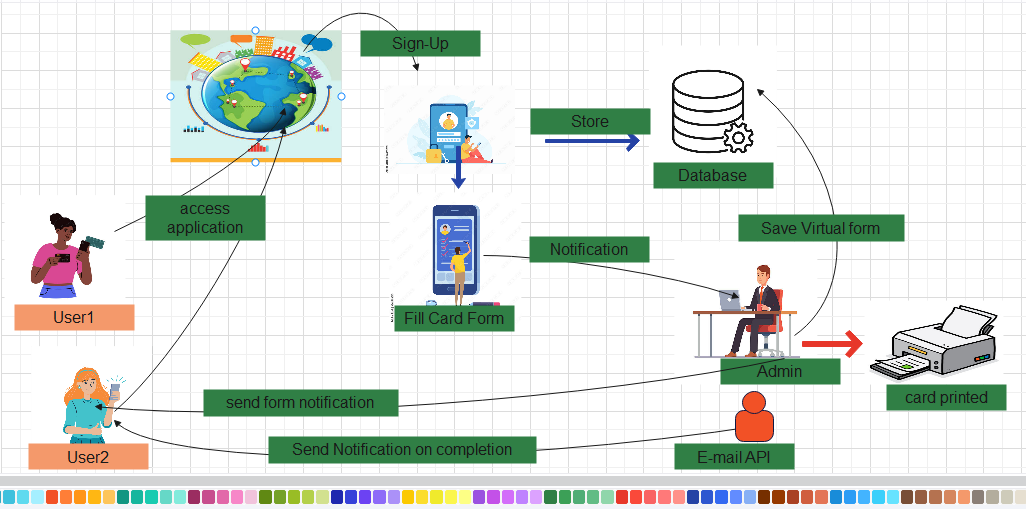 Sign-Up
Store
Database
access
application
Save Virtual form
Notification
User1
Fill Card Form
Admin
card printed
send form notification
Send Notification on completion
User2
E-mail API